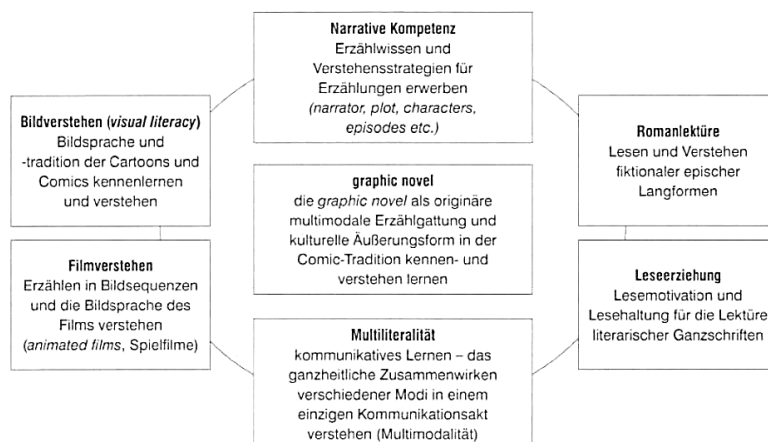 Narrative Kompetenz
Erzählwissen und
Verstehensstrategien für
Erzählungen erwerben
(narrator, plot, characters,
episodes etc.)
Bildverstehen (visual literacy)
Bildsprache und
-tradition der Cartoons und
Comics kennenlernen
und verstehen
Romanlektüre
Lesen und Verstehen
fiktionaler epischer
Langformen
graphic novel
die graphic novel als originäre
multimodale Erzählgattung und
kulturelle Äußerungsform in der
Comic-Tradition kennen- und
verstehen lernen
Filmverstehen
Erzählen in Bildsequenzen
und die Bildsprache des
Films verstehen
(animated films, Spielfilme)
Leseerziehung
Lesemotivation und
Lesehaltung für die Lektüre
literarischer Ganzschriften
Multiliteralität
kommunikatives Lernen – das
ganzheitliche Zusammenwirken
verschiedener Modi in einem
einzigen Kommunikationsakt
verstehen (Multimodalität)